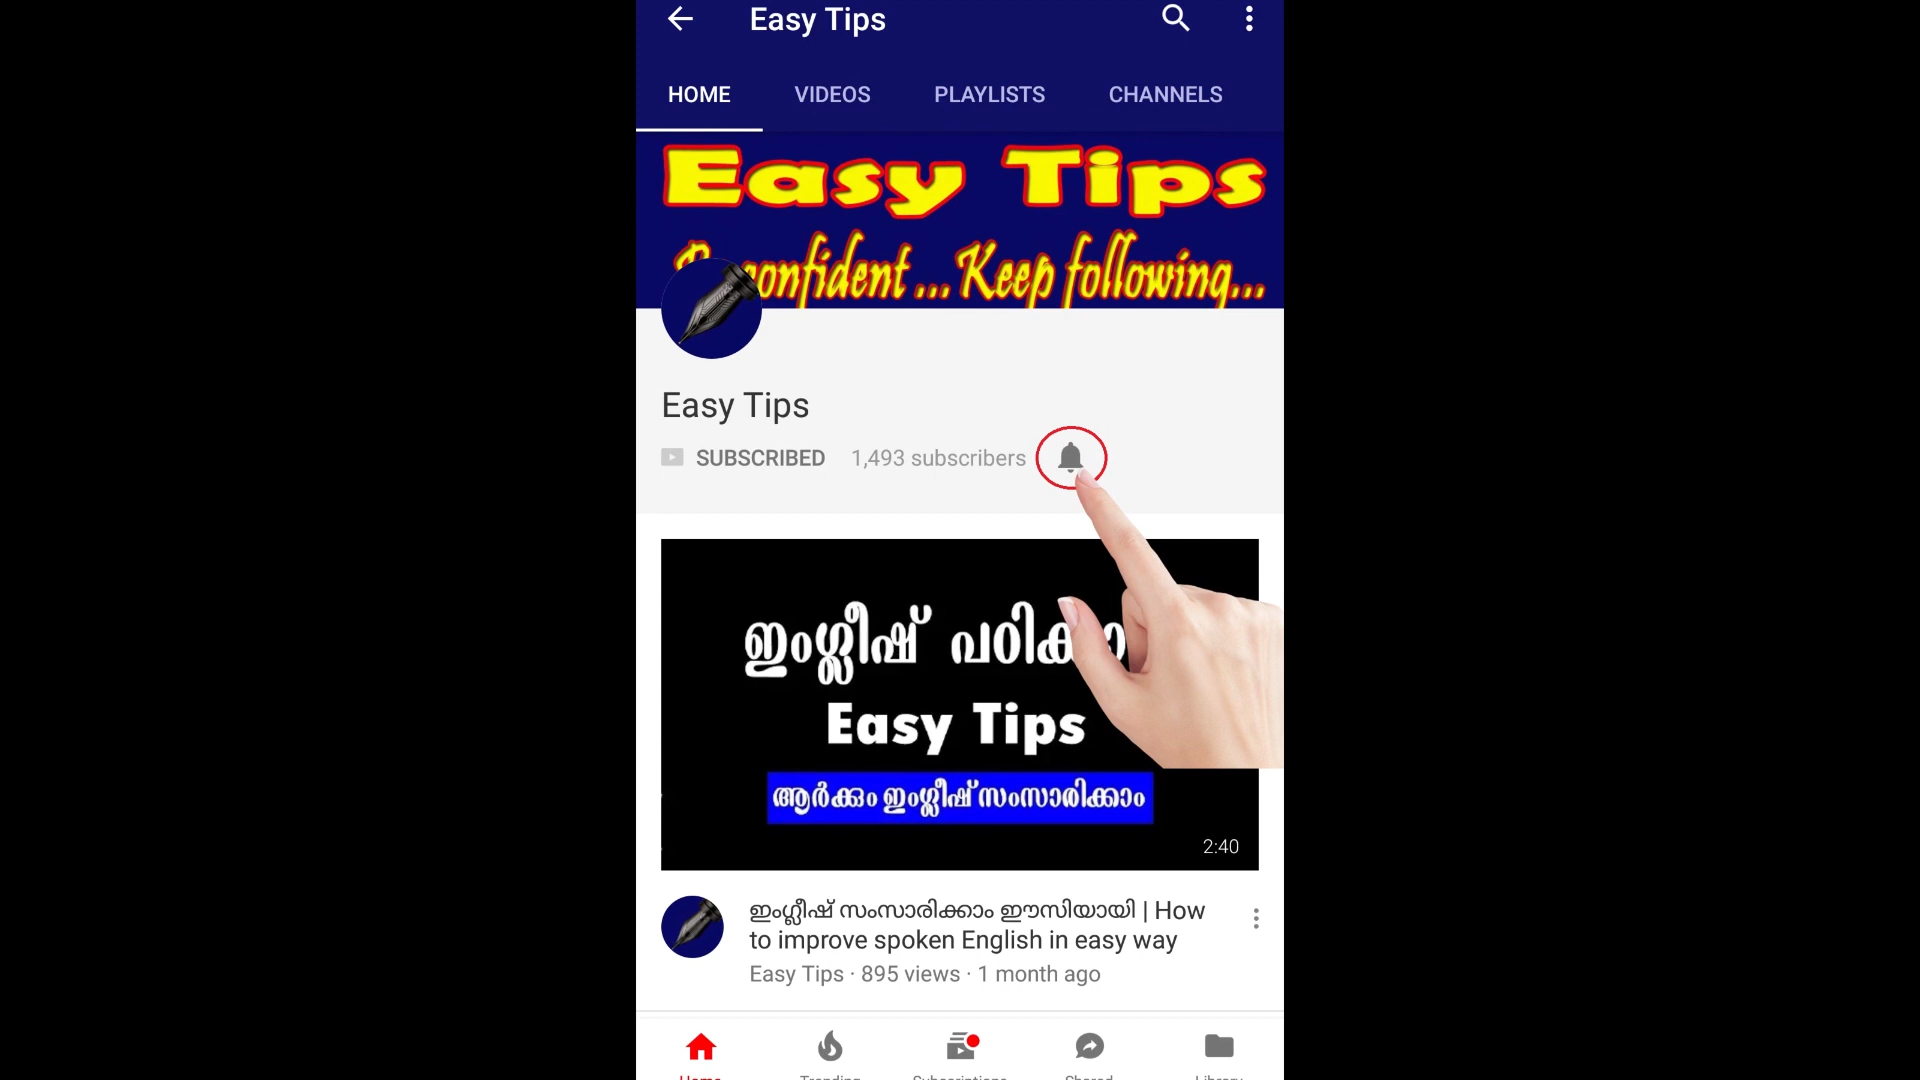 Easy Tips
HOME VIDEOS PLAYLISTS CHANNELS
Easy Tips
confident ... Keep following...
Easy Tips
SUBSCRIBED 1,493 subscribers
ഇംഗ്ലീഷ്
Easy Tips
ആർക്കും ഇംഗ്ലീഷ് സംസാരിക്കാം
2:40
ഇംഗ്ലീഷ് സംസാരിക്കാം ഈസിയായി | How
to improve spoken English in easy way
Easy Tips · 895 views · 1 month ago